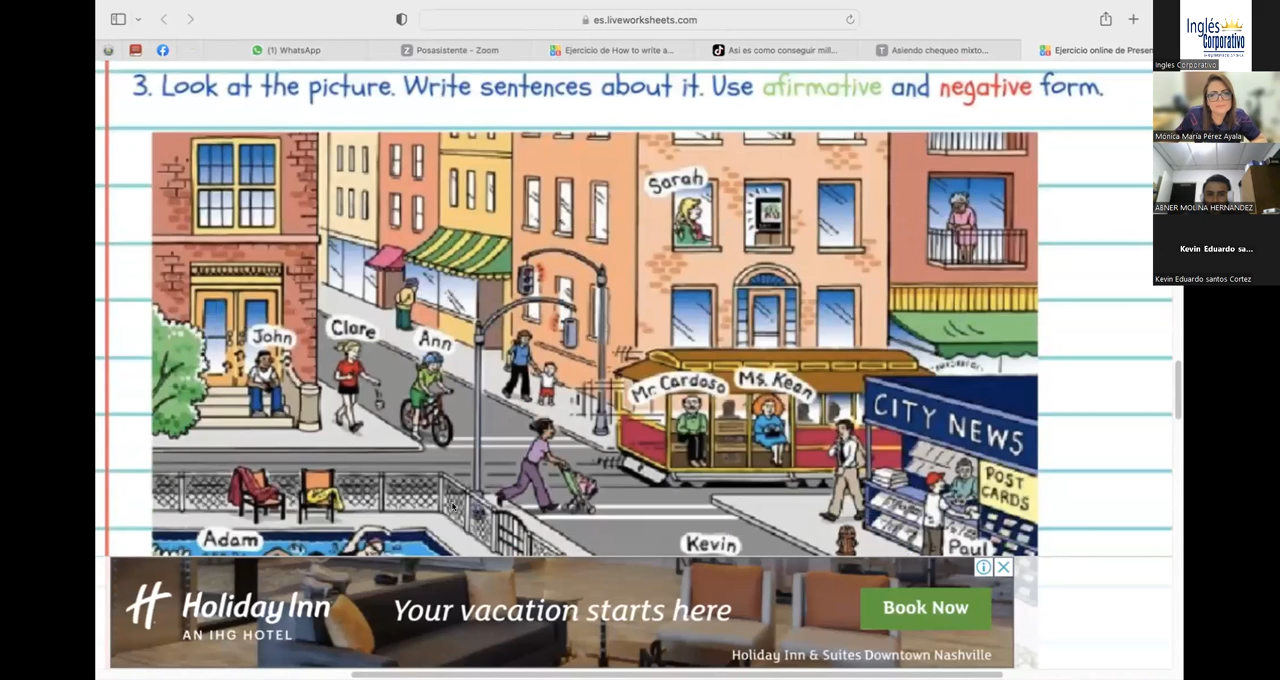 es.liveworksheets.com
(1) WhatsApp
Posasistente - Zoom
Ejercicio de How to write a...
Asi es como conseguir mill...
Asiendo chequeo mixto...
Ejercicio online de Presen
3. Look at the picture. Write sentences about it. Use afirmative and negative form.
Sarah
John
Clare
Ann
Mr. Cardoso
Ms. Kean
CITY NEWS
POST
CARDS
Adam
Kevin
Paul
Holiday Inn
AN IHG HOTEL
Your vacation starts here
Book Now
Holiday Inn & Suites Downtown Nashville
Inglés
Corporativo
Ingles Corporativo
Mónica María Pérez Ayala
ABNER MOLINA HERNANDEZ
Kevin Eduardo sa...
Kevin Eduardo santos Cortez